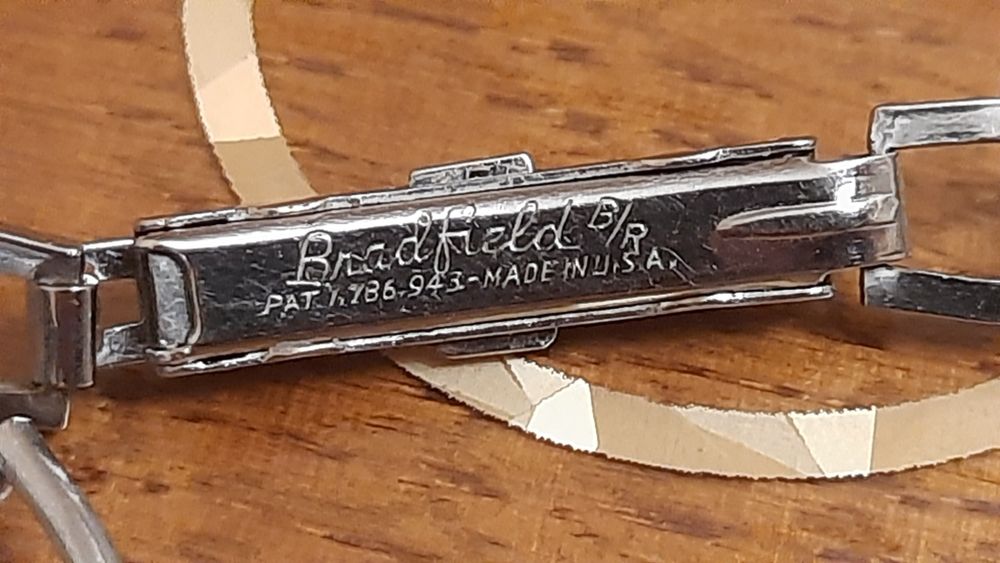 Bradfield B/R
PAT 1.786.943-MADE IN U.S.A.